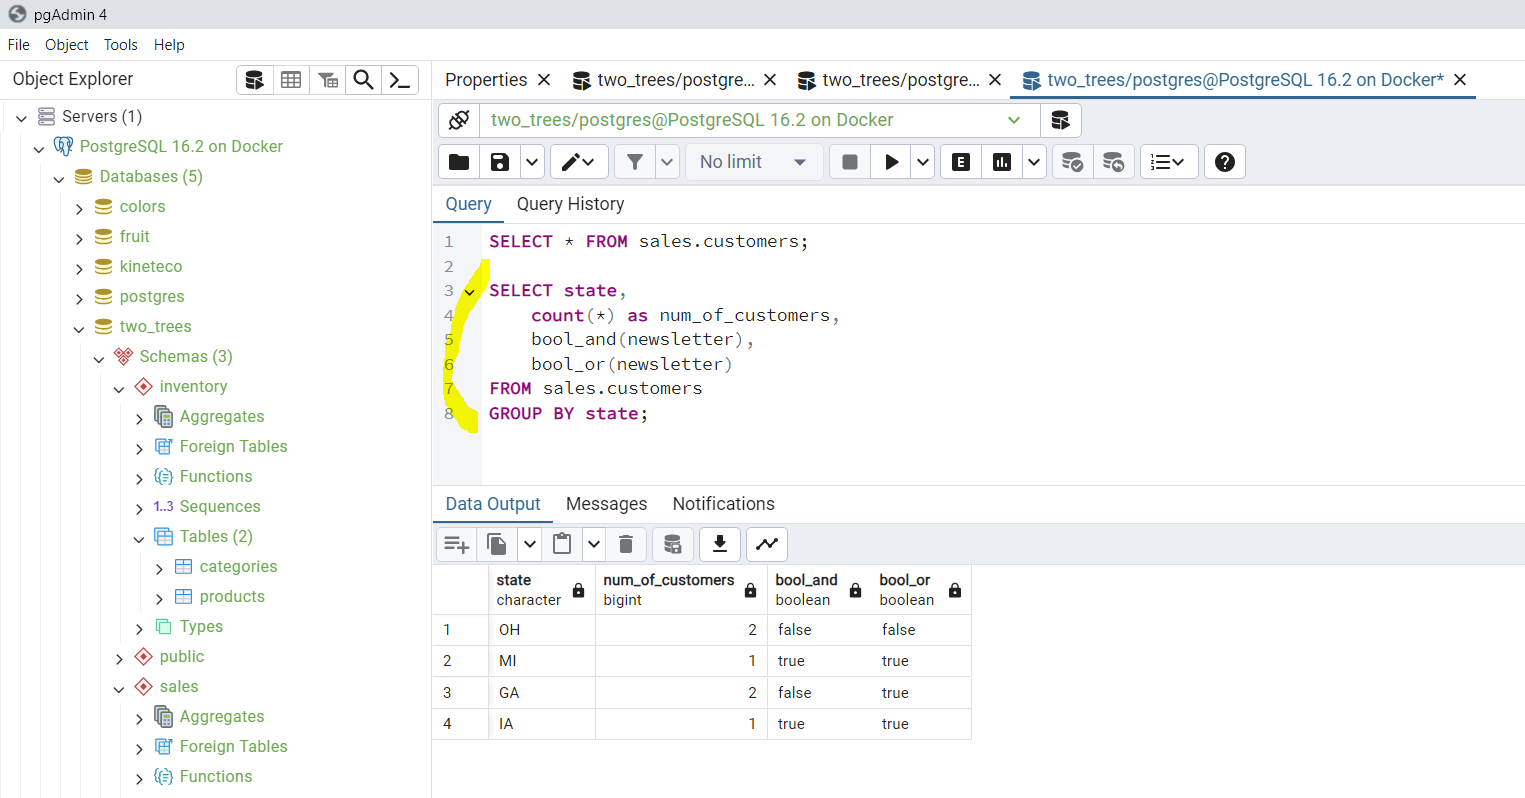 pgAdmin 4
File Object Tools Help
Object Explorer
Servers (1)
PostgreSQL 16.2 on Docker
Databases (5)
colors
fruit
kineteco
postgres
two_trees
Schemas (3)
inventory
Aggregates
Foreign Tables
Functions
1..3 Sequences
Tables (2)
categories
products
Types
public
sales
Aggregates
Foreign Tables
Functions
Properties two_trees/postgre... two_trees/postgre... two_trees/postgres@PostgreSQL 16.2 on Docker*
two_trees/postgres@PostgreSQL 16.2 on Docker
No limit E
Query Query History
1 SELECT * FROM sales.customers;
2
3 SELECT state,
4 count(*) as num_of_customers,
5 bool_and(newsletter),
6 bool_or(newsletter)
7 FROM sales.customers
8 GROUP BY state;
Data Output Messages Notifications
state num_of_customers bool_and bool_or
character bigint boolean boolean
1 OH 2 false false
2 MI 1 true true
3 GA 2 false true
4 IA 1 true true